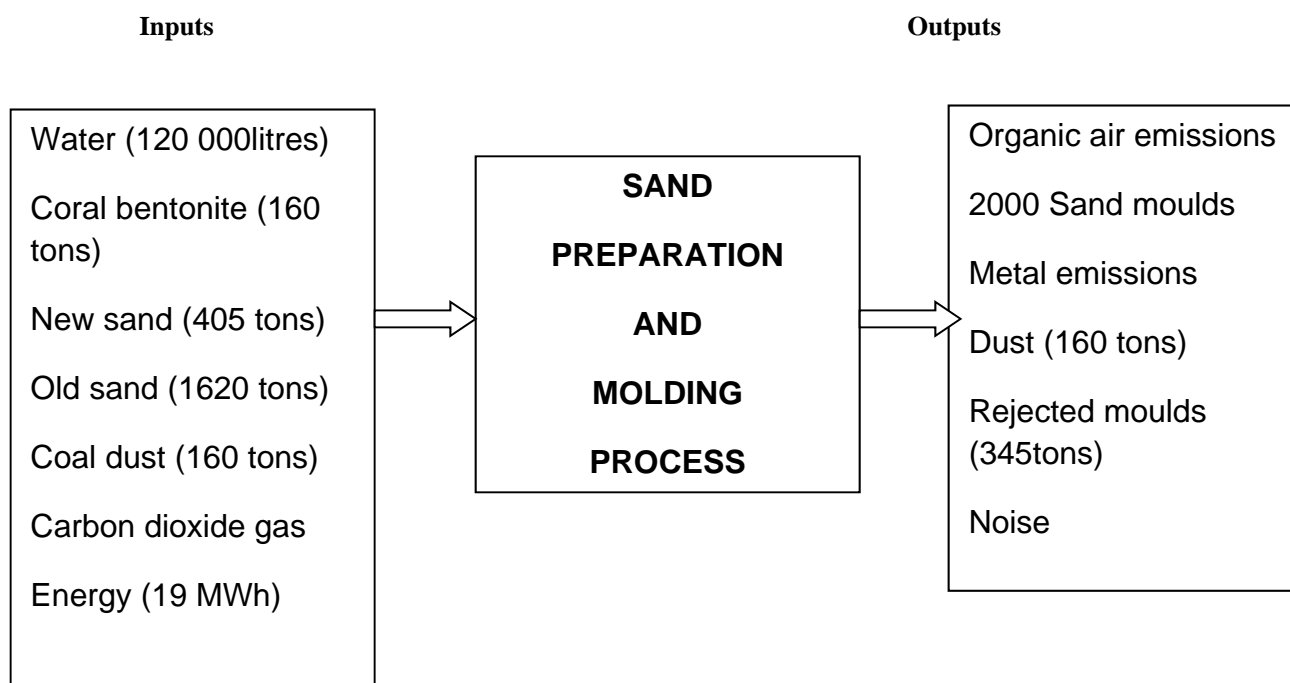 Inputs
Outputs
Water (120 000litres)
Coral bentonite (160
tons)
New sand (405 tons)
Old sand (1620 tons)
Coal dust (160 tons)
Carbon dioxide gas
Energy (19 MWh)
SAND
PREPARATION
AND
MOLDING
PROCESS
Organic air emissions
2000 Sand moulds
Metal emissions
Dust (160 tons)
Rejected moulds
(345tons)
Noise